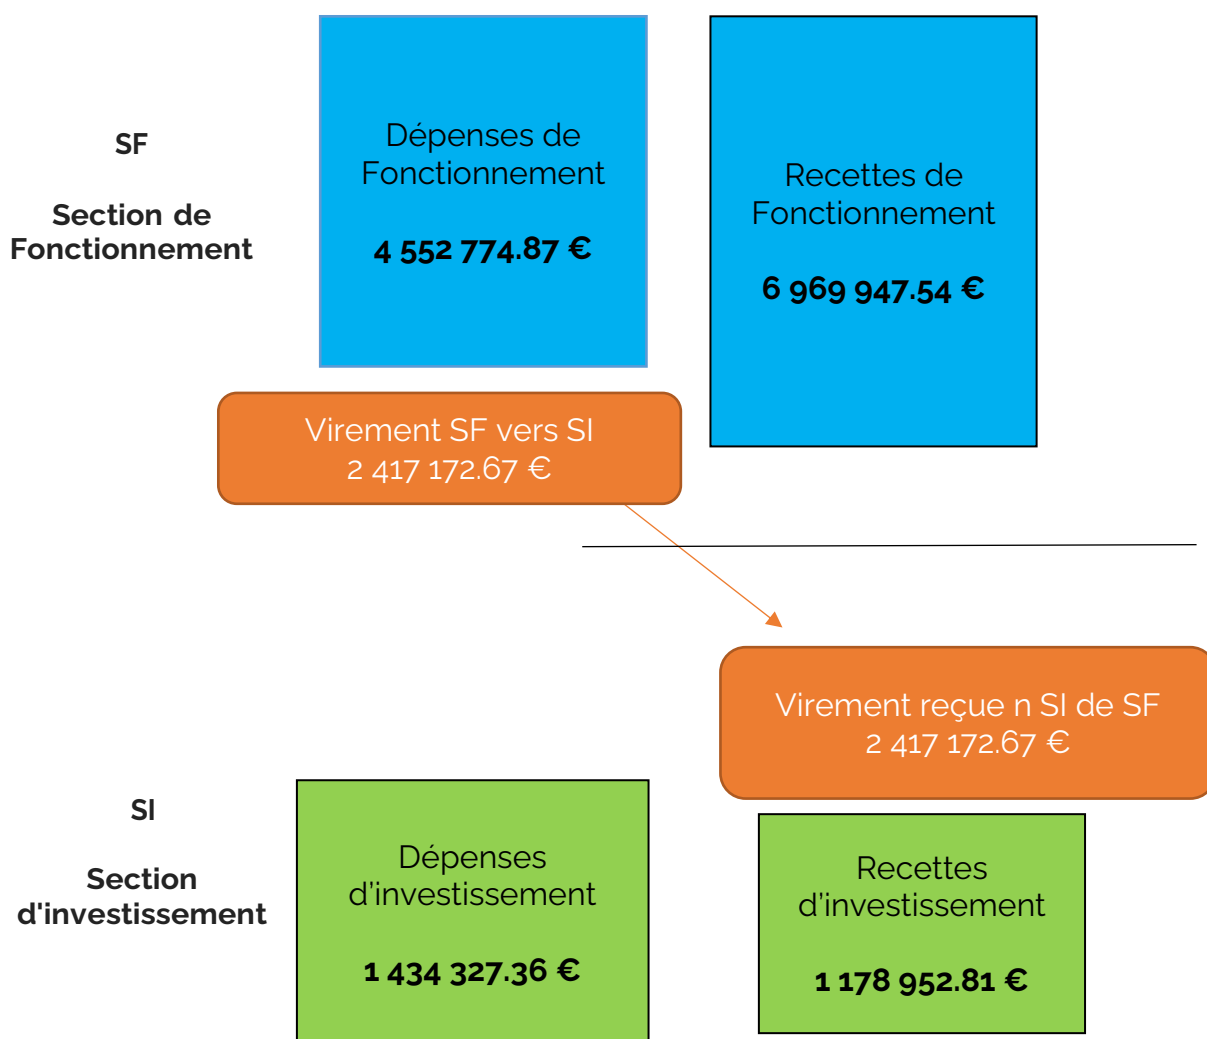 SF
Section de
Fonctionnement
Dépenses de
Fonctionnement
4 552 774.87 €
Recettes de
Fonctionnement
6 969 947.54 €
Virement SF vers SI
2 417 172.67 €
Virement reçue n SI de SF
2 417 172.67 €
SI
Section
d'investissement
Dépenses
d’investissement
1 434 327.36 €
Recettes
d’investissement
1 178 952.81 €